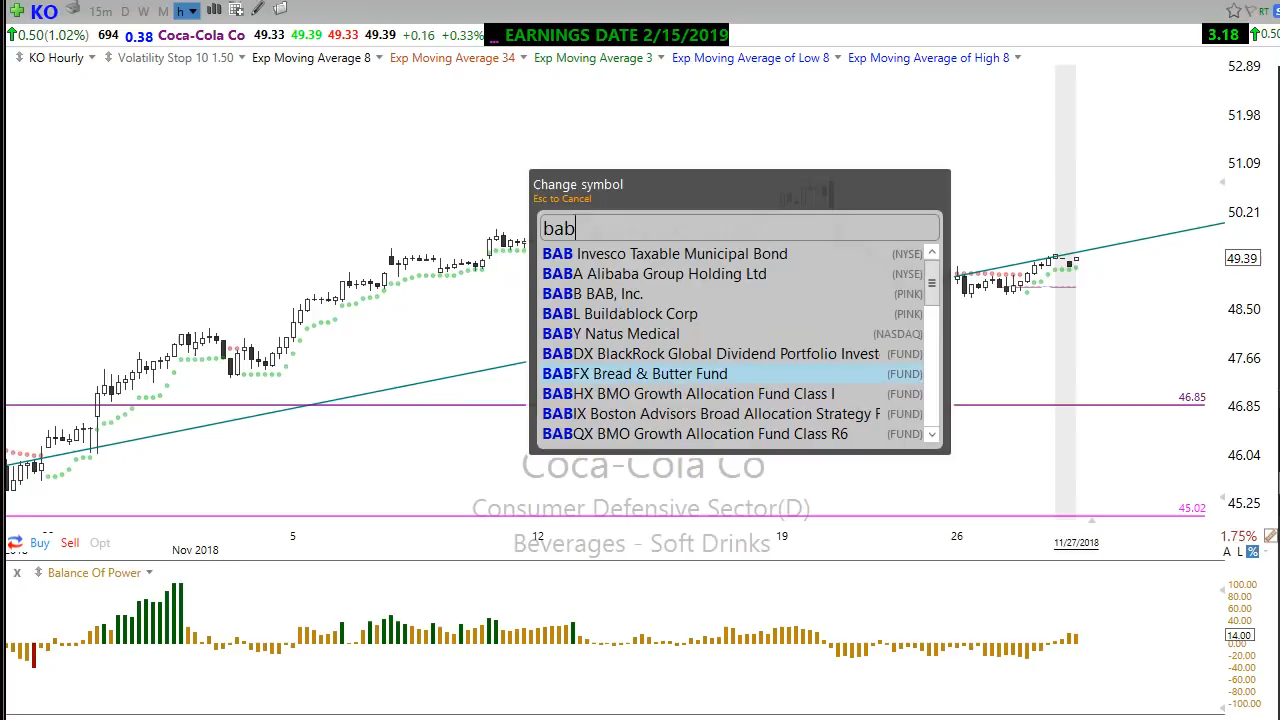 KO 15m D W M h RT
0.50(1.02%) 694 0.38 Coca-Cola Co 49.33 49.39 49.33 49.39 +0.16 +0.33% ... EARNINGS DATE 2/15/2019 3.18 0.50
KO Hourly Volatility Stop 10 1.50 Exp Moving Average 8 Exp Moving Average 34 Exp Moving Average 3 Exp Moving Average of Low 8 Exp Moving Average of High 8
52.89
51.98
51.09
50.21
49.39
48.50
47.66
46.85
46.85
46.04
45.25
45.02
Change symbol
Esc to Cancel
bab
BAB Invesco Taxable Municipal Bond (NYSE)
BABA Alibaba Group Holding Ltd (NYSE)
BABB BAB, Inc. (PINK)
BABL Buildablock Corp (PINK)
BABY Natus Medical (NASDAQ)
BABDX BlackRock Global Dividend Portfolio Invest (FUND)
BABFX Bread & Butter Fund (FUND)
BABHX BMO Growth Allocation Fund Class I (FUND)
BABIX Boston Advisors Broad Allocation Strategy F (FUND)
BABQX BMO Growth Allocation Fund Class R6 (FUND)
Coca-Cola Co
Consumer Defensive Sector(D)
Beverages - Soft Drinks
5 12 19 26
Buy Sell Opt Nov 2018 11/27/2018 1.75%
A L %
X Balance Of Power
100.00
80.00
60.00
40.00
20.00
14.00
0.00
-20.00
-40.00
-60.00
-80.00
-100.00